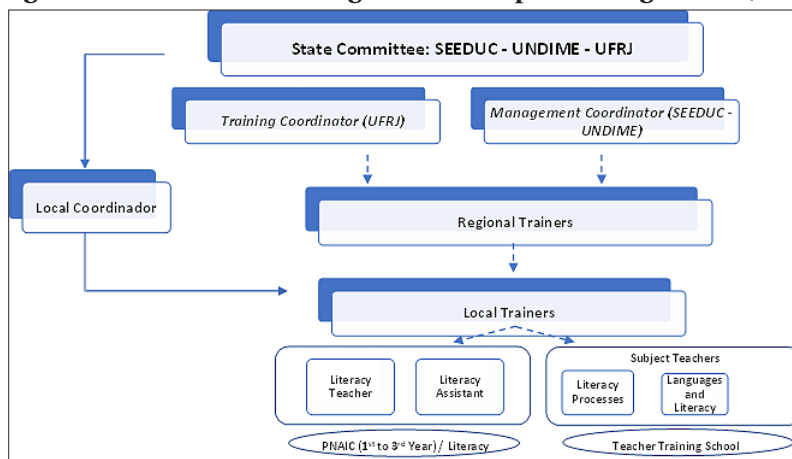 State Committee: SEEDUC - UNDIME - UFRJ
Training Coordinator (UFRJ)
Management Coordinator (SEEDUC -
UNDIME)
Local Coordinador
Regional Trainers
Local Trainers
Literacy
Teacher
Literacy
Assistant
Subject Teachers
Literacy
Processes
Languages
and
Literacy
PNAIC (1st to 3rd Year) / Literacy
Teacher Training School